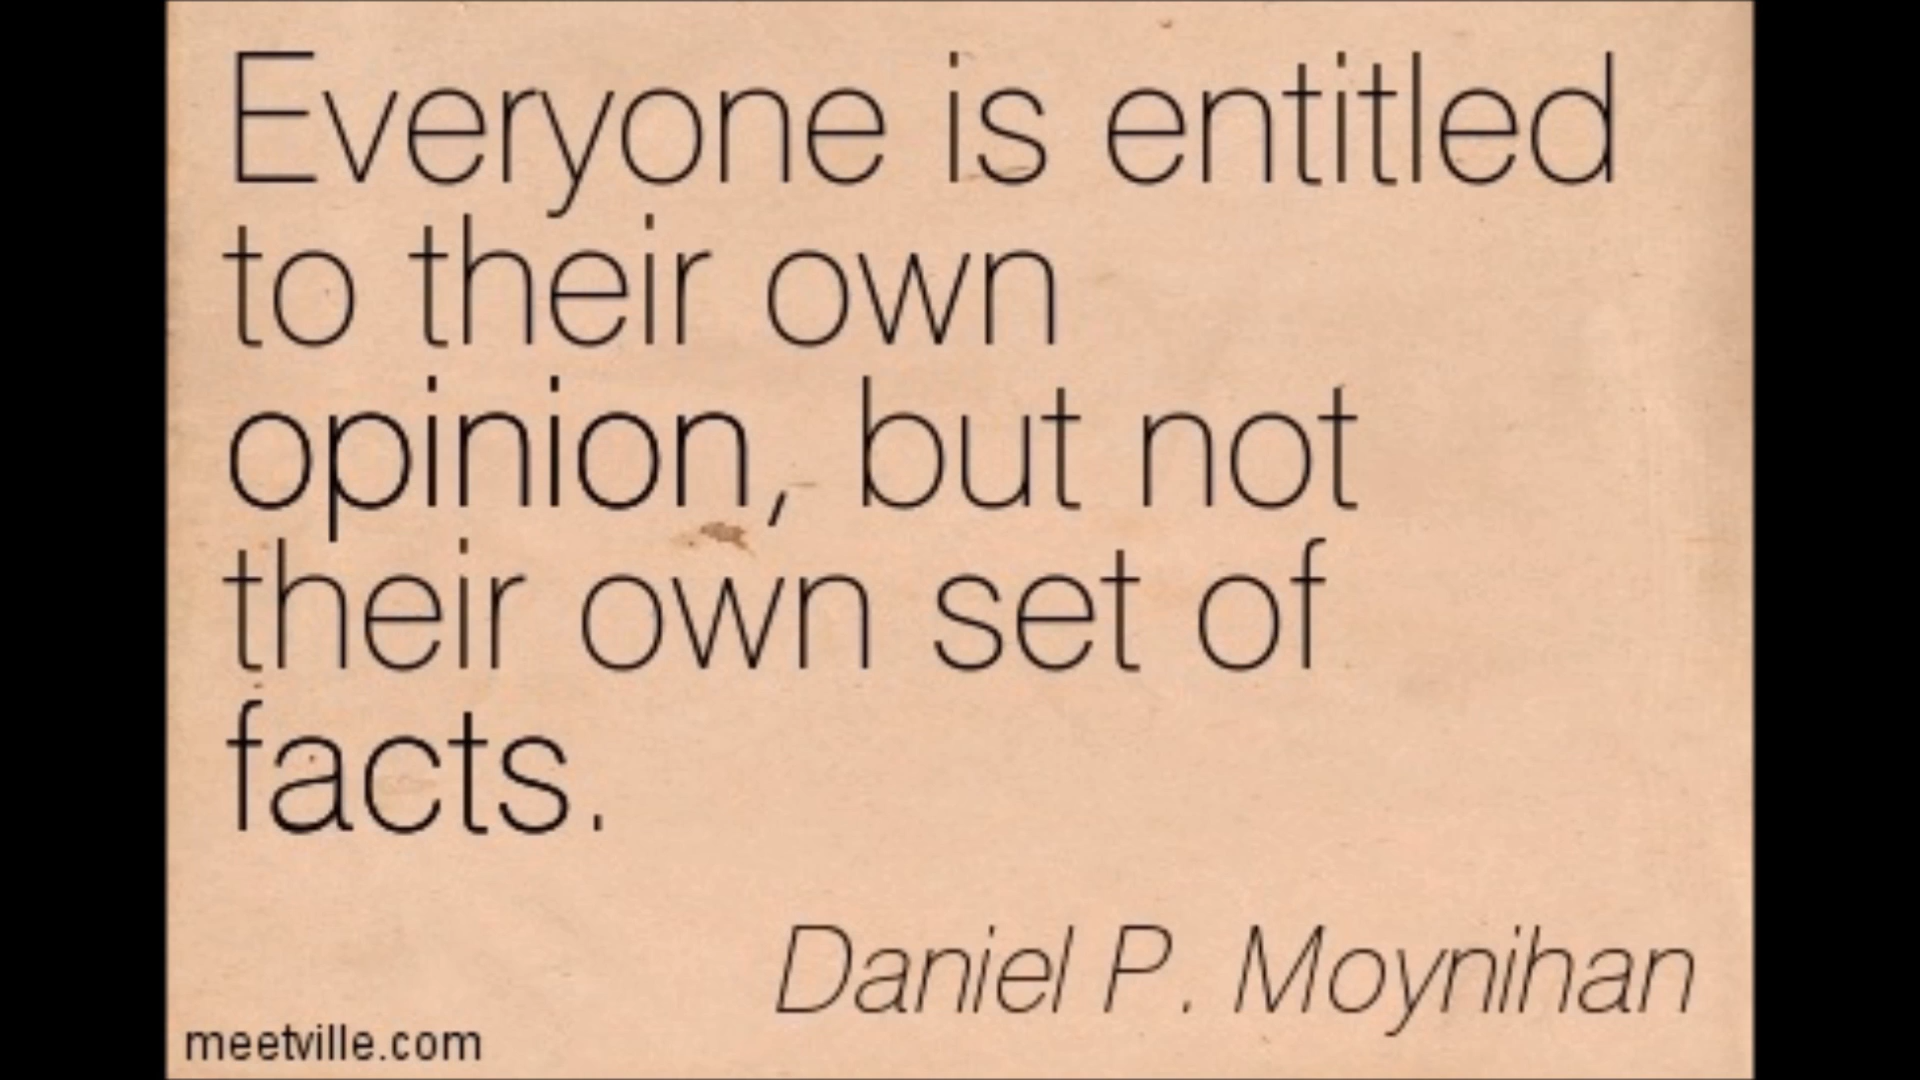 Everyone is entitled
to their own
opinion, but not
their own set of
facts.
Daniel P. Moynihan
meetville.com